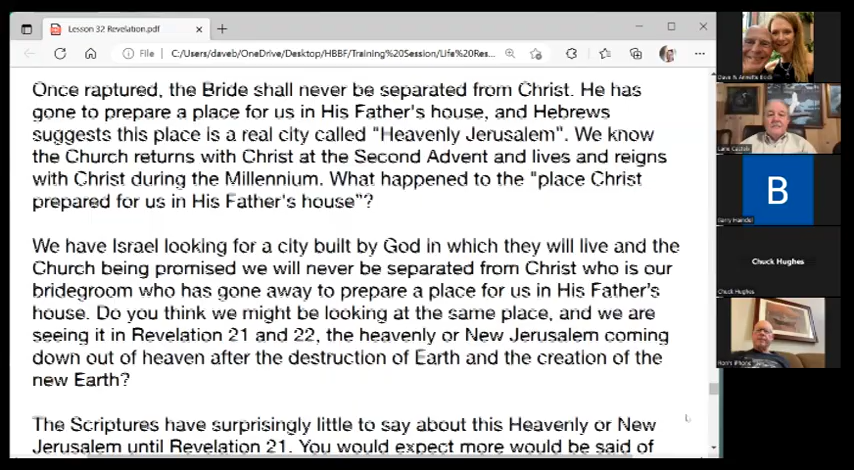 Lesson 32 Revelation.pdf
File
C:/Users/daveb/OneDrive/Desktop/HBBF/Training%20Session/Life%20Res...
Once raptured, the Bride shall never be separated from Christ. He has
gone to prepare a place for us in His Father's house, and Hebrews
suggests this place is a real city called "Heavenly Jerusalem". We know
the Church returns with Christ at the Second Advent and lives and reigns
with Christ during the Millennium. What happened to the "place Christ
prepared for us in His Father's house"?
We have Israel looking for a city built by God in which they will live and the
Church being promised we will never be separated from Christ who is our
bridegroom who has gone away to prepare a place for us in His Father's
house. Do you think we might be looking at the same place, and we are
seeing it in Revelation 21 and 22, the heavenly or New Jerusalem coming
down out of heaven after the destruction of Earth and the creation of the
new Earth?
The Scriptures have surprisingly little to say about this Heavenly or New
Jerusalem until Revelation 21. You would expect more would be said of
Dave & Annette
B
Barry
Chuck Hughes
Chuck Hughes
Ron's iPhone